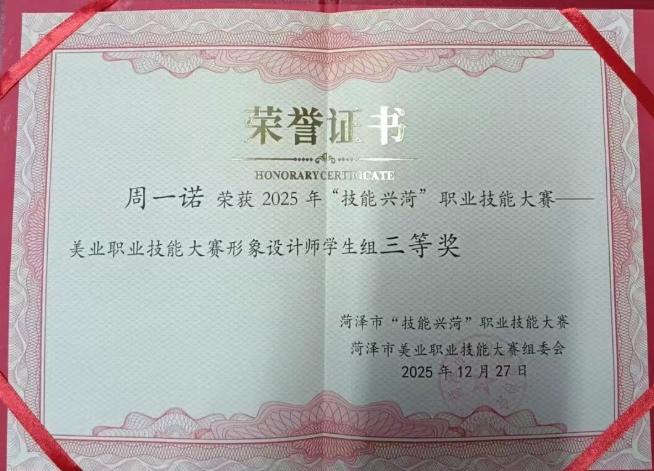 荣誉证书
HONORARY CERTIFICATE
周一诺 荣获 2025 年“技能兴菏”职业技能大赛——
美业职业技能大赛形象设计师学生组三等奖
菏泽市“技能兴菏”职业技能大赛
菏泽市美业职业技能大赛组委会
2025 年 12 月 27 日